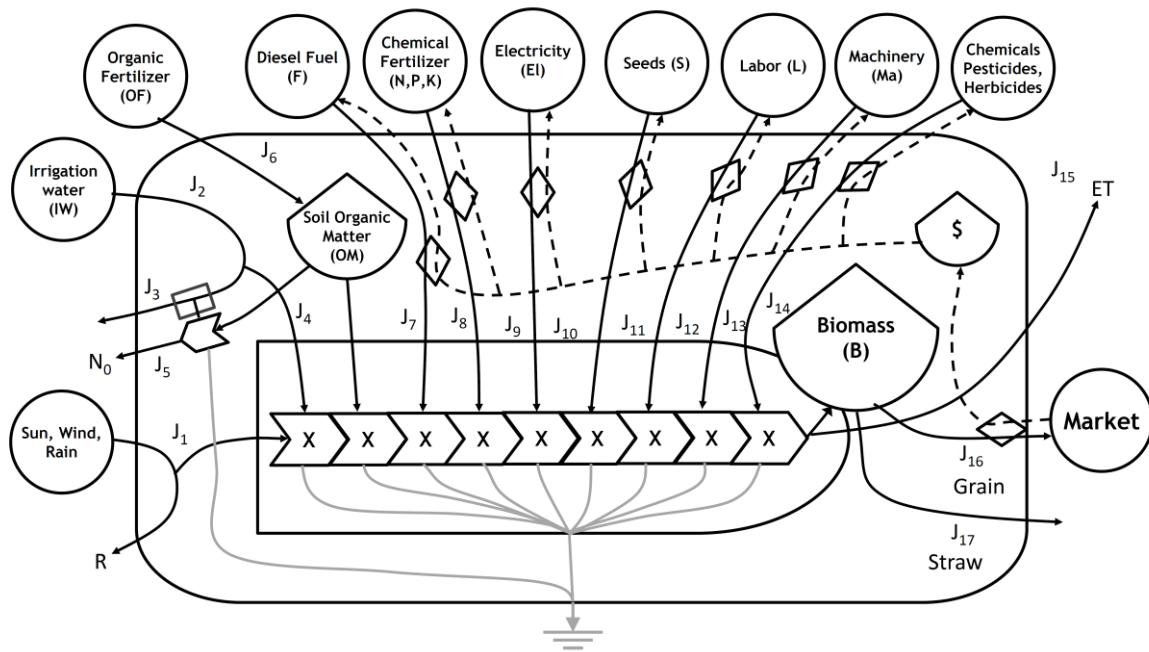 Organic
Fertilizer
(OF)
Diesel Fuel
(F)
Chemical
Fertilizer
(N,P,K)
Electricity
(El)
Seeds (S)
Labor (L)
Machinery
(Ma)
Chemicals
Pesticides,
Herbicides
Irrigation
water
(IW)
J2
J6
Soil Organic
Matter
(OM)
$
J15
ET
J3
J4
J5
N0
J7
J8
J9
J10
J11
J12
J13
J14
Biomass
(B)
Sun, Wind,
Rain
J1
X X X X X X X X X
Market
J16
Grain
J17
Straw
R